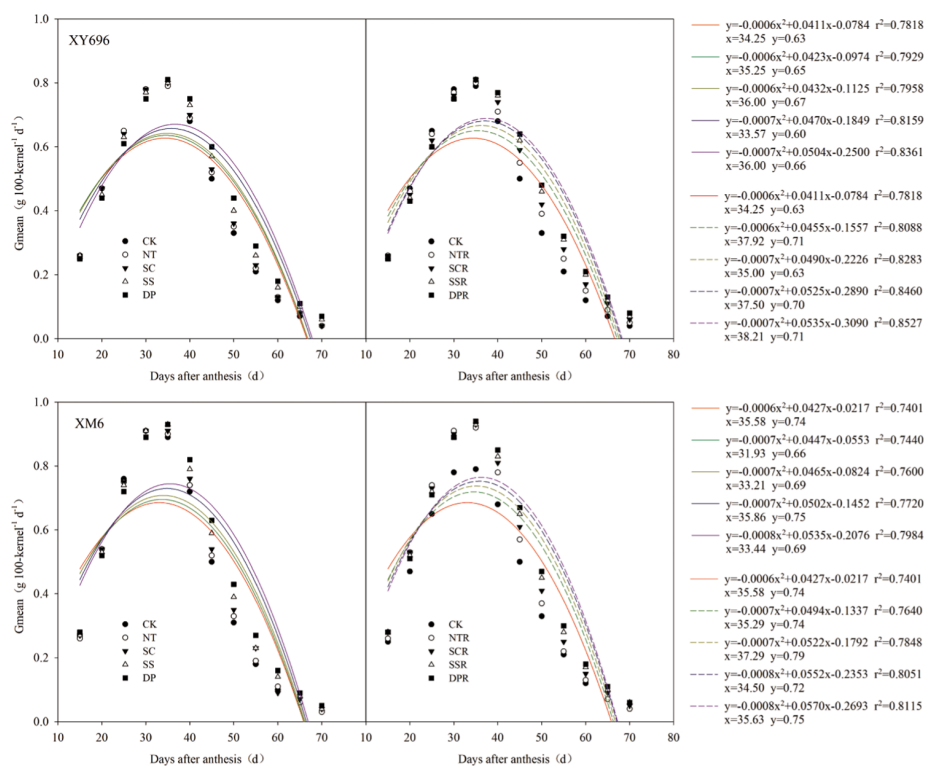 1.0
0.8
0.6
0.4
0.2
0.0
Gmean（g 100-kernel⁻¹ d⁻¹）
XY696
CK
NT
SC
SS
DP
10 20 30 40 50 60 70
Days after anthesis（d）
CK
NTR
SCR
SSR
DPR
10 20 30 40 50 60 70 80
Days after anthesis（d）
y=-0.0006x²+0.0411x-0.0784 r²=0.7818
x=34.25 y=0.63
y=-0.0006x²+0.0423x-0.0974 r²=0.7929
x=35.25 y=0.65
y=-0.0006x²+0.0432x-0.1125 r²=0.7958
x=36.00 y=0.67
y=-0.0007x²+0.0470x-0.1849 r²=0.8159
x=33.57 y=0.60
y=-0.0007x²+0.0504x-0.2500 r²=0.8361
x=36.00 y=0.66
y=-0.0006x²+0.0411x-0.0784 r²=0.7818
x=34.25 y=0.63
y=-0.0006x²+0.0455x-0.1557 r²=0.8088
x=37.92 y=0.71
y=-0.0007x²+0.0490x-0.2226 r²=0.8283
x=35.00 y=0.63
y=-0.0007x²+0.0525x-0.2890 r²=0.8460
x=37.50 y=0.70
y=-0.0007x²+0.0535x-0.3090 r²=0.8527
x=38.21 y=0.71
1.0
0.8
0.6
0.4
0.2
0.0
Gmean（g 100-kernel⁻¹ d⁻¹）
XM6
CK
NT
SC
SS
DP
10 20 30 40 50 60 70
Days after anthesis（d）
CK
NTR
SCR
SSR
DPR
10 20 30 40 50 60 70 80
Days after anthesis（d）
y=-0.0006x²+0.0427x-0.0217 r²=0.7401
x=35.58 y=0.74
y=-0.0007x²+0.0447x-0.0553 r²=0.7440
x=31.93 y=0.66
y=-0.0007x²+0.0465x-0.0824 r²=0.7600
x=33.21 y=0.69
y=-0.0007x²+0.0502x-0.1452 r²=0.7720
x=35.86 y=0.75
y=-0.0008x²+0.0535x-0.2076 r²=0.7984
x=33.44 y=0.69
y=-0.0006x²+0.0427x-0.0217 r²=0.7401
x=35.58 y=0.74
y=-0.0007x²+0.0494x-0.1337 r²=0.7640
x=35.29 y=0.74
y=-0.0007x²+0.0522x-0.1792 r²=0.7848
x=37.29 y=0.79
y=-0.0008x²+0.0552x-0.2353 r²=0.8051
x=34.50 y=0.72
y=-0.0008x²+0.0570x-0.2693 r²=0.8115
x=35.63 y=0.75